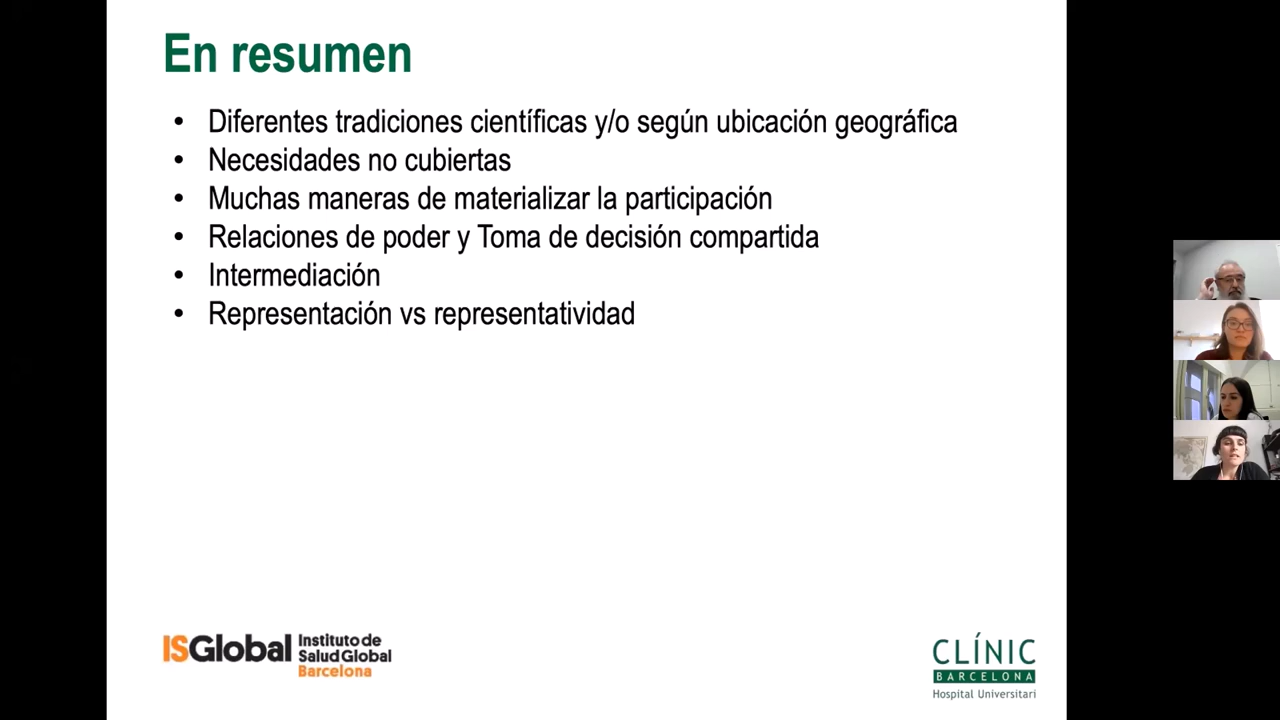 En resumen
• Diferentes tradiciones científicas y/o según ubicación geográfica
• Necesidades no cubiertas
• Muchas maneras de materializar la participación
• Relaciones de poder y Toma de decisión compartida
• Intermediación
• Representación vs representatividad
ISGlobal Instituto de
Salud Global
Barcelona
CLÍNIC
BARCELONA
Hospital Universitari